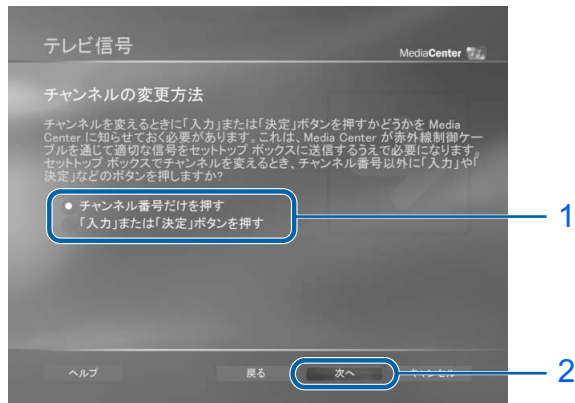 テレビ信号
MediaCenter
チャンネルの変更方法
チャンネルを変えるときに「入力」または「決定」ボタンを押すかどうかを Media
Center に知らせておく必要があります。これは、Media Center が赤外線制御ケー
ブルを通じて適切な信号をセットトップ ボックスに送信するうえで必要になります。
セットトップ ボックスでチャンネルを変えるとき、チャンネル番号以外に「入力」や「
決定」などのボタンを押しますか?
チャンネル番号だけを押す
「入力」または「決定」ボタンを押す
1
ヘルプ
戻る
次へ
キャンセル
2